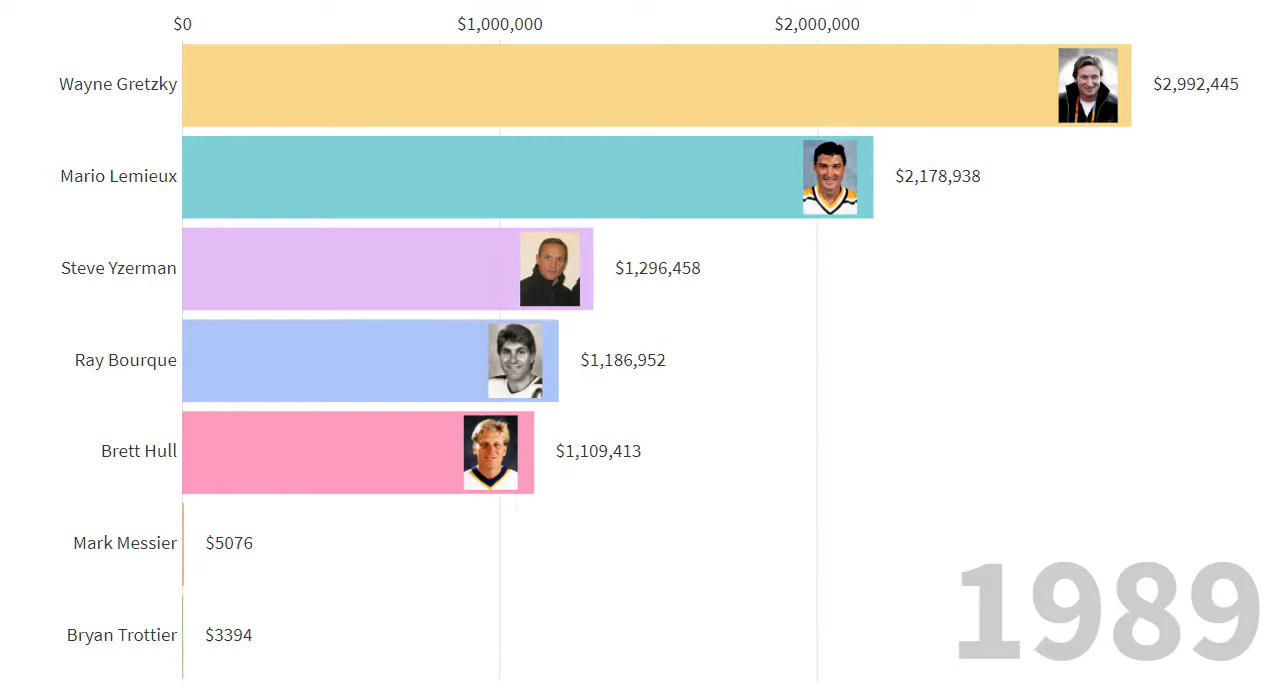 $0 $1,000,000 $2,000,000
Wayne Gretzky $2,992,445
Mario Lemieux $2,178,938
Steve Yzerman $1,296,458
Ray Bourque $1,186,952
Brett Hull $1,109,413
Mark Messier $5076
Bryan Trottier $3394
1989